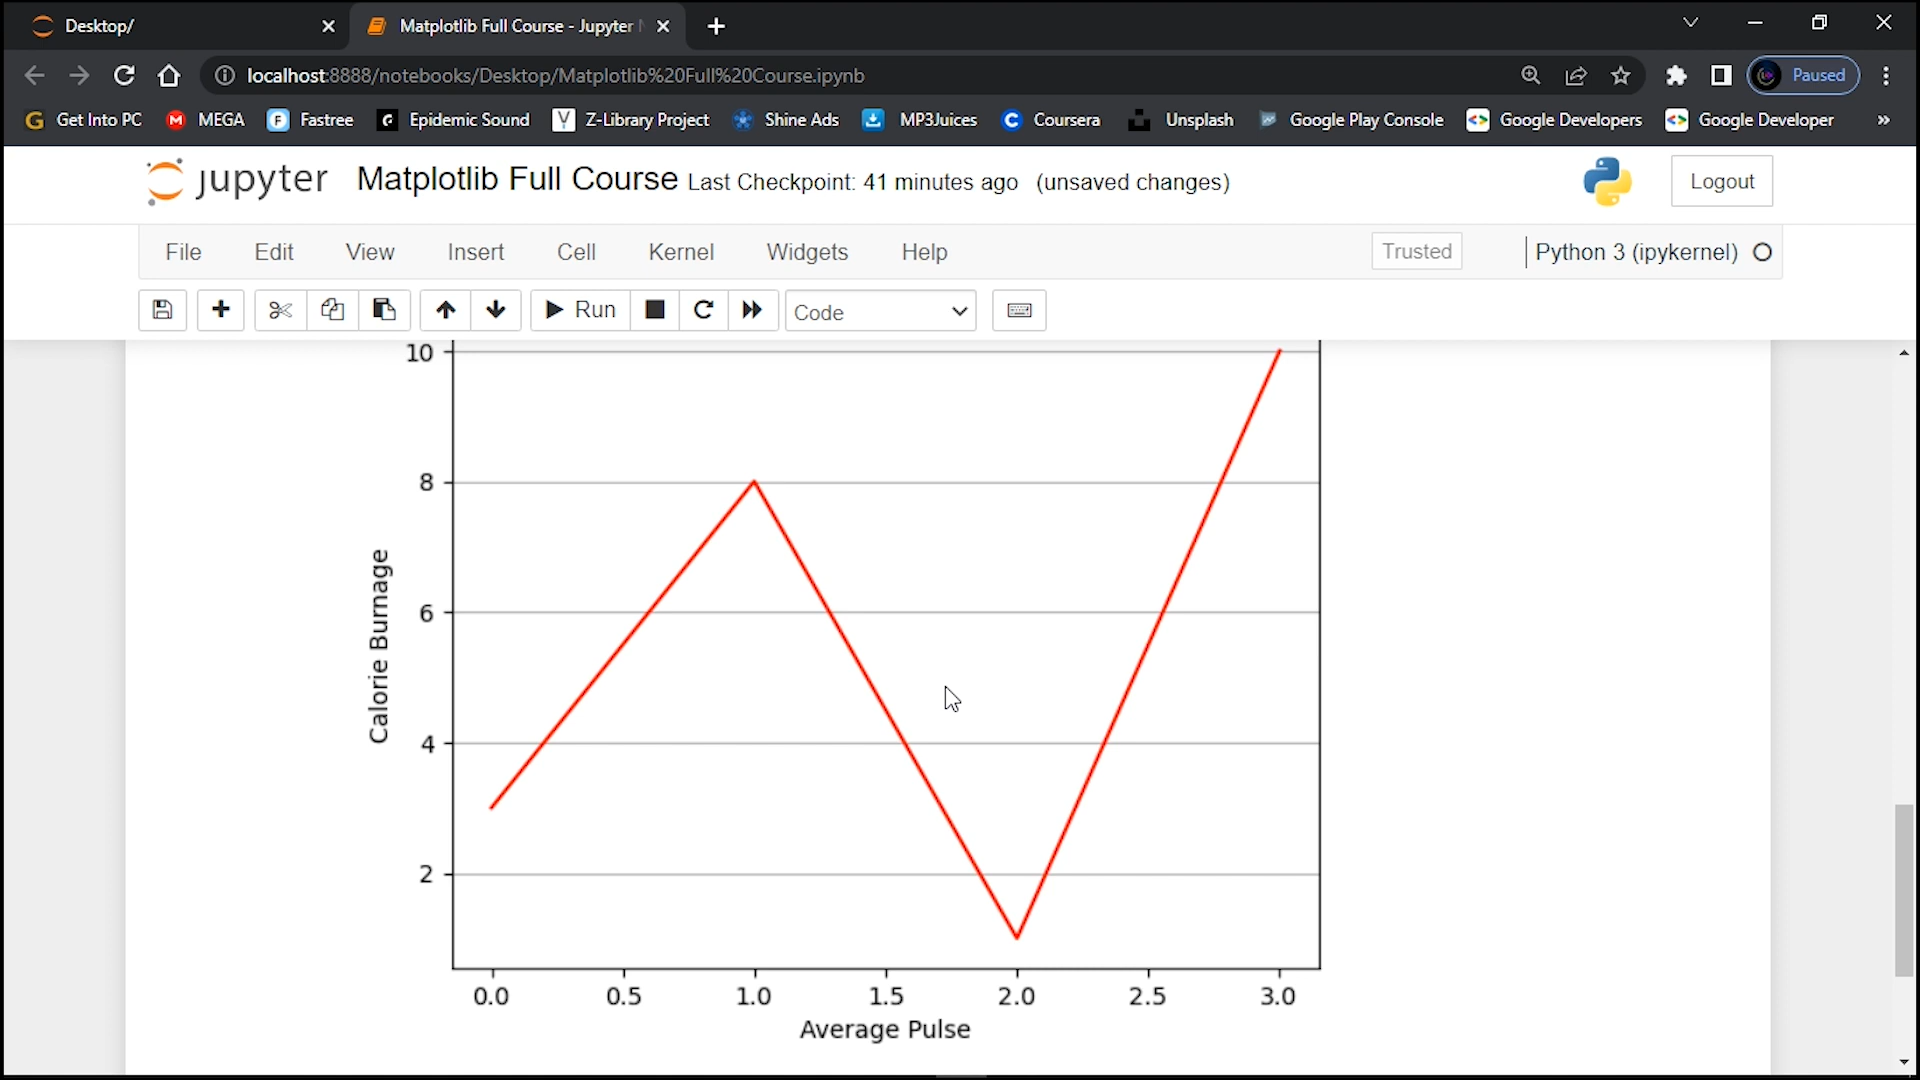 Desktop/
Matplotlib Full Course - Jupyter
localhost:8888/notebooks/Desktop/Matplotlib%20Full%20Course.ipynb
Paused
Get Into PC
MEGA
Fastree
Epidemic Sound
Z-Library Project
Shine Ads
MP3Juices
Coursera
Unsplash
Google Play Console
Google Developers
Google Developer
jupyter Matplotlib Full Course Last Checkpoint: 41 minutes ago (unsaved changes)
Logout
File Edit View Insert Cell Kernel Widgets Help
Trusted
Python 3 (ipykernel)
Run
Code
10
8
6
4
2
Calorie Burnage
0.0 0.5 1.0 1.5 2.0 2.5 3.0
Average Pulse